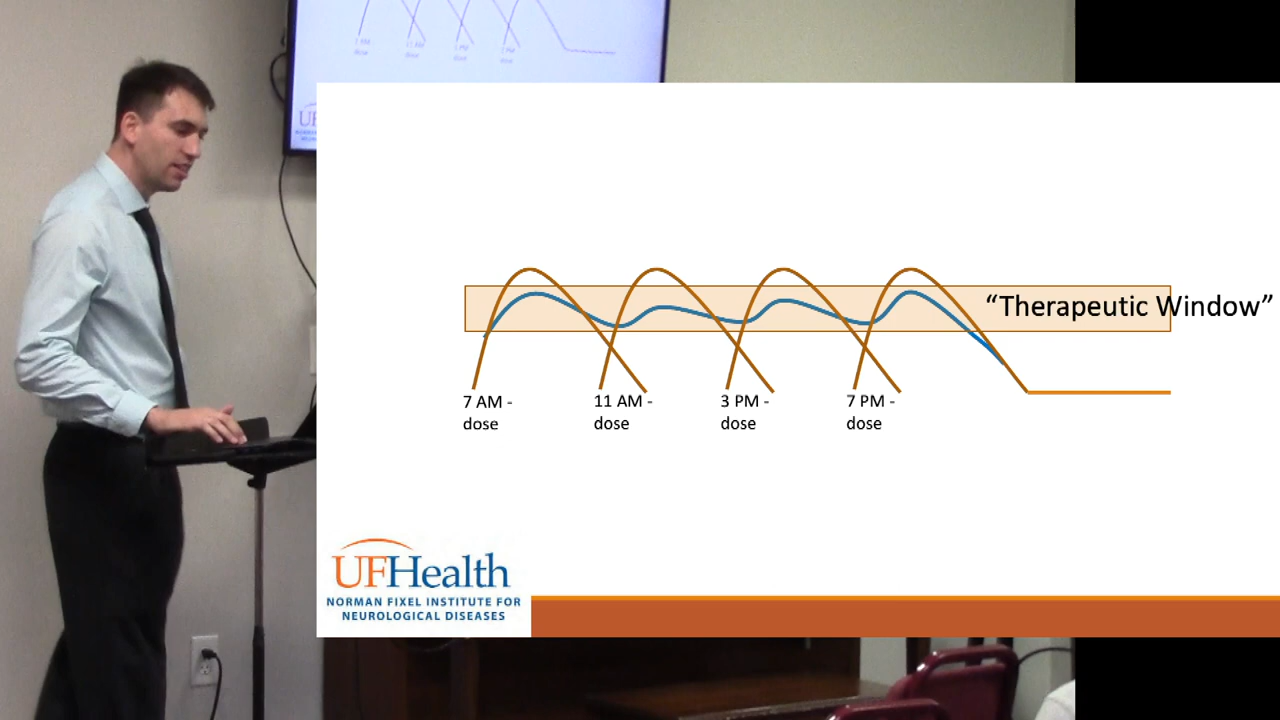 “Therapeutic Window”
7 AM -
dose
11 AM -
dose
3 PM -
dose
7 PM -
dose
UFHealth
NORMAN FIXEL INSTITUTE FOR
NEUROLOGICAL DISEASES